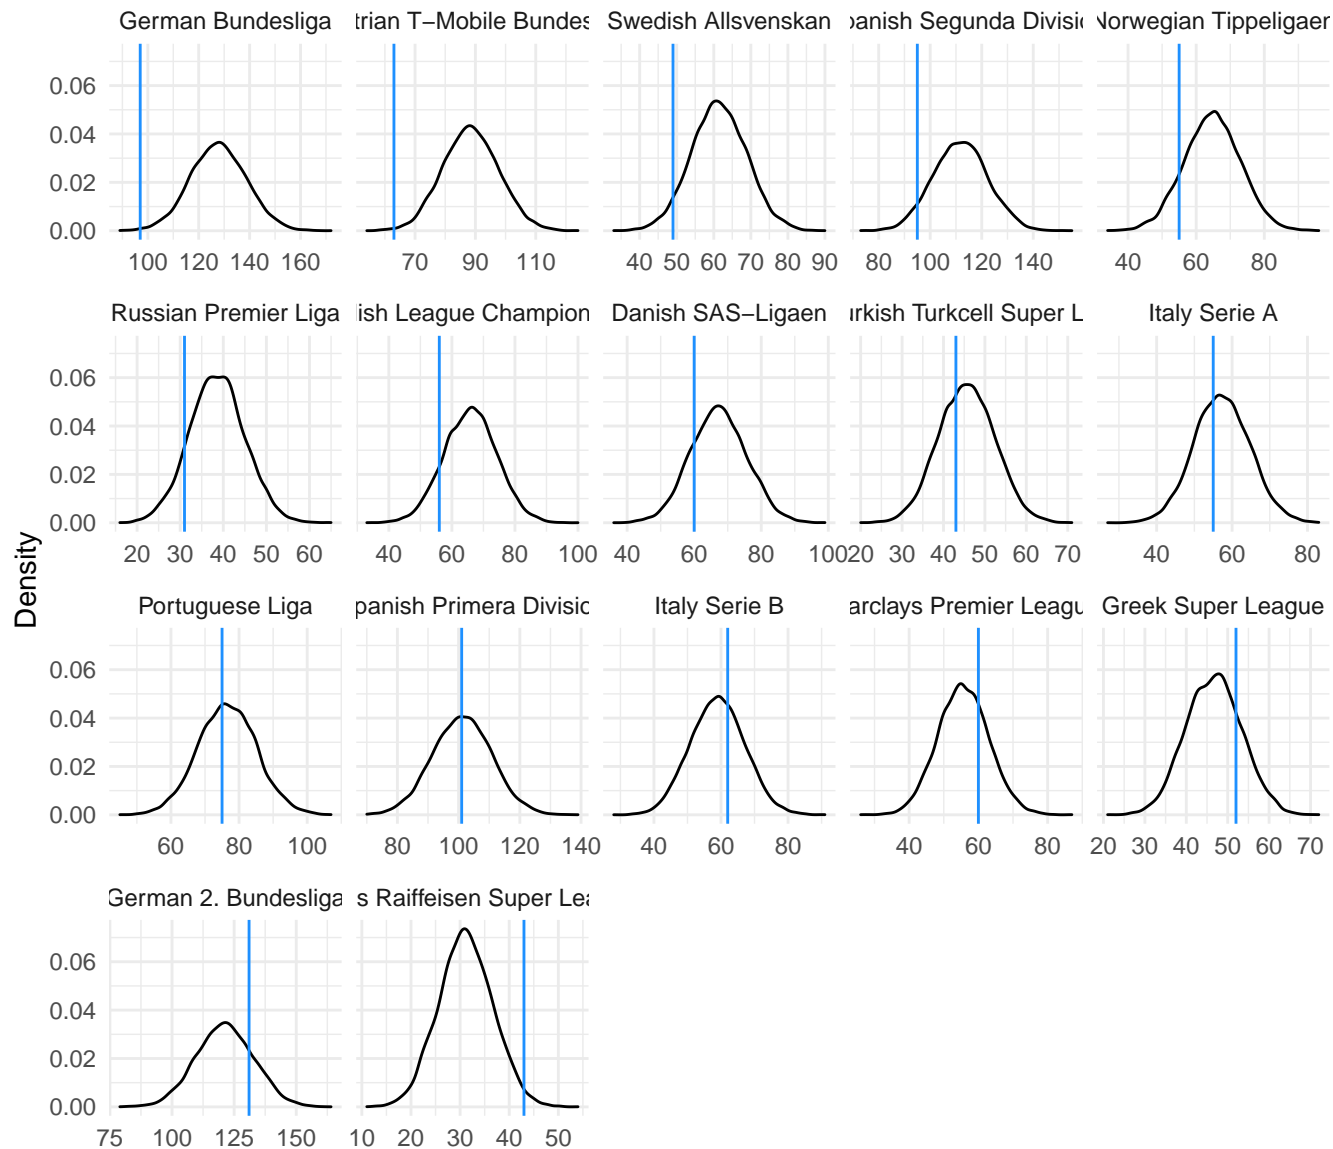 German Bundesliga
trian T−Mobile Bundes
Swedish Allsvenskan
panish Segunda Divisic
Norwegian Tippeligaer
0.06
0.04
0.02
0.00
100 120 140 160
70 90 110
40 50 60 70 80 90
80 100 120 140
40 60 80
Russian Premier Liga
lish League Champion
Danish SAS−Ligaen
urkish Turkcell Super L
Italy Serie A
0.06
0.04
0.02
0.00
20 30 40 50 60
40 60 80 100
40 60 80 100
20 30 40 50 60 70
40 60 80
Density
Portuguese Liga
panish Primera Divisic
Italy Serie B
arclays Premier Leagu
Greek Super League
0.06
0.04
0.02
0.00
60 80 100
80 100 120 140
40 60 80
40 60 80
20 30 40 50 60 70
German 2. Bundesliga
s Raiffeisen Super Lea
0.06
0.04
0.02
0.00
75 100 125 150
10 20 30 40 50